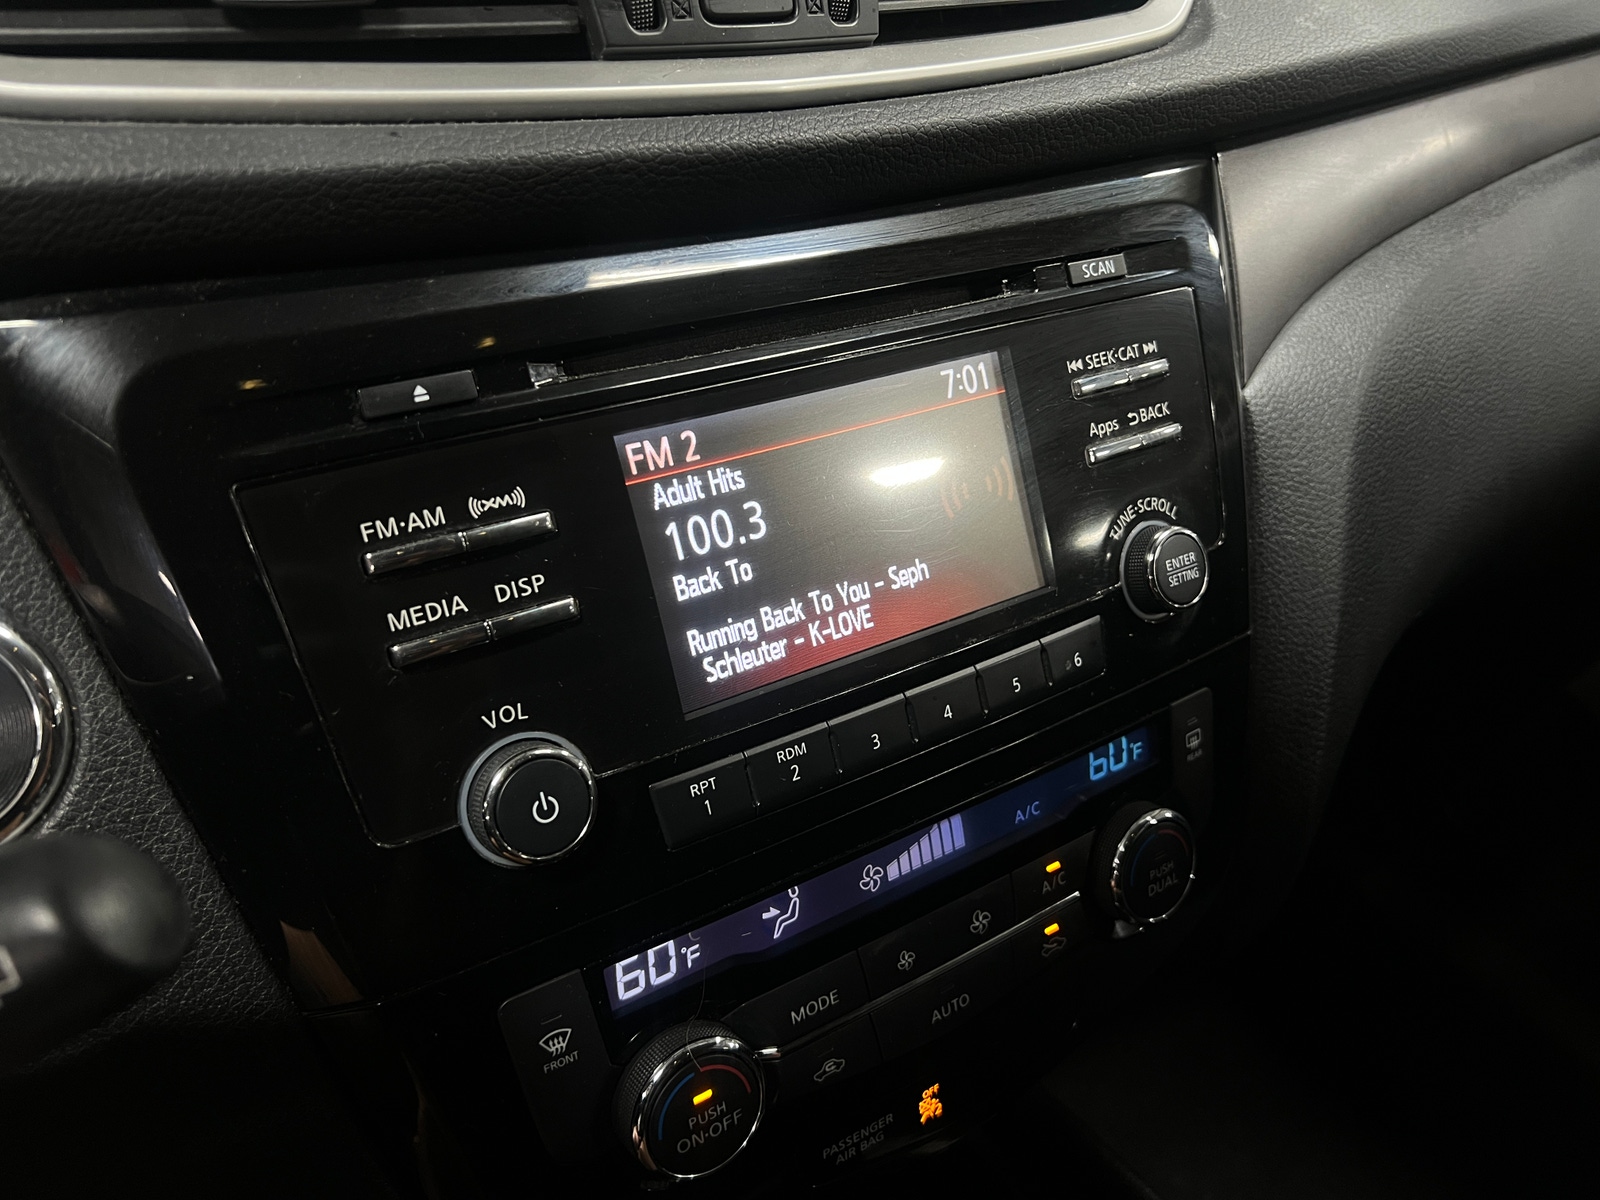 SCAN
SEEK·CAT
Apps BACK
TUNE·SCROLL
ENTER
SETTING
FM·AM ((XM))
MEDIA DISP
VOL
7:01
FM 2
Adult Hits
100.3
Back To
Running Back To You - Seph
Schleuter - K-LOVE
RPT
1
RDM
2
3
4
5
6
60°F
A/C
60°F
A/C
PUSH
DUAL
MODE
AUTO
FRONT
REAR
PUSH
ON·OFF
OFF
PASSENGER
AIR BAG